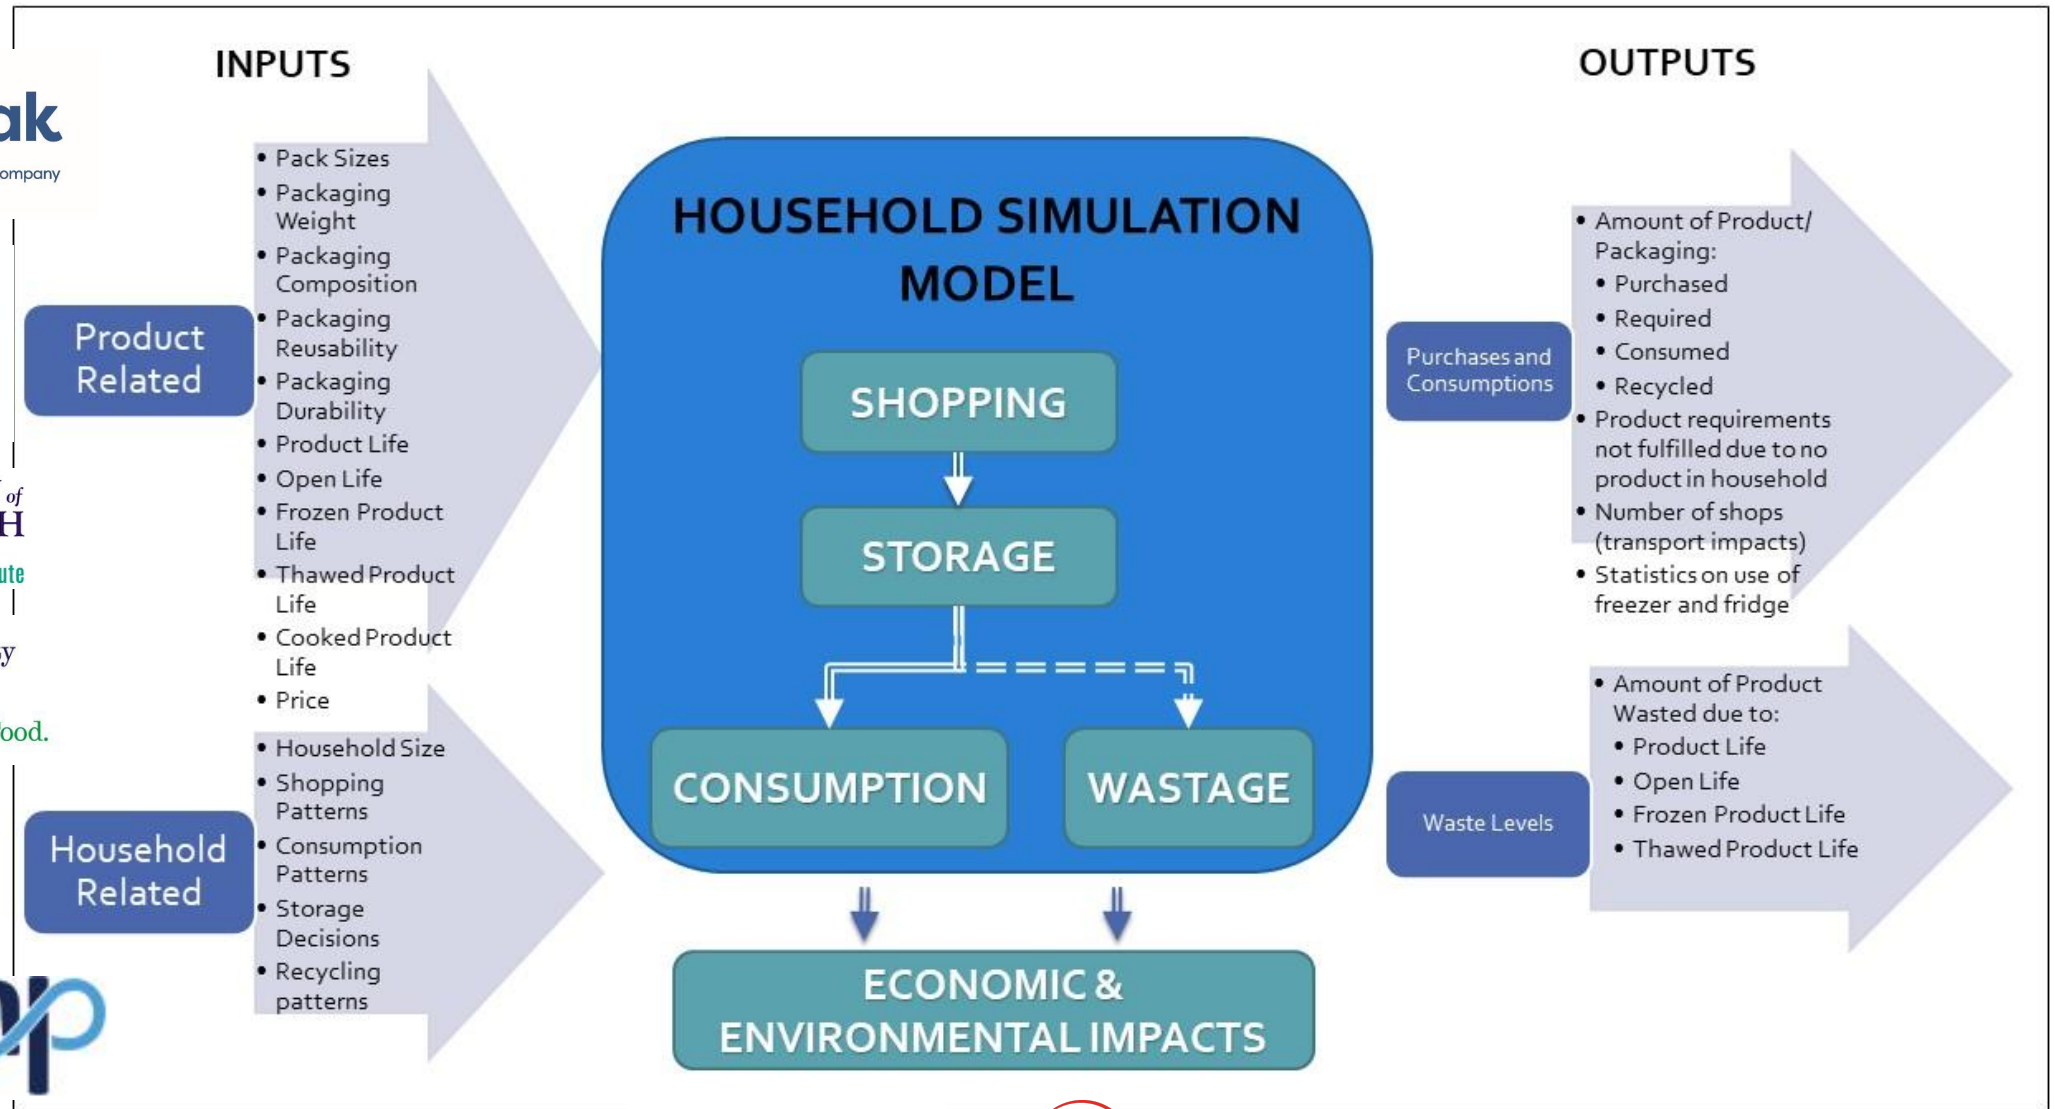 INPUTS
OUTPUTS
ak
ompany
of
H
ute
ood.
Product
Related
• Pack Sizes
• Packaging
Weight
• Packaging
Composition
• Packaging
Reusability
• Packaging
Durability
• Product Life
• Open Life
• Frozen Product
Life
• Thawed Product
Life
• Cooked Product
Life
• Price
Household
Related
• Household Size
• Shopping
Patterns
• Consumption
Patterns
• Storage
Decisions
• Recycling
patterns
HOUSEHOLD SIMULATION
MODEL
SHOPPING
STORAGE
CONSUMPTION
WASTAGE
ECONOMIC &
ENVIRONMENTAL IMPACTS
Purchases and
Consumptions
• Amount of Product/
Packaging:
• Purchased
• Required
• Consumed
• Recycled
• Product requirements
not fulfilled due to no
product in household
• Number of shops
(transport impacts)
• Statistics on use of
freezer and fridge
Waste Levels
• Amount of Product
Wasted due to:
• Product Life
• Open Life
• Frozen Product Life
• Thawed Product Life